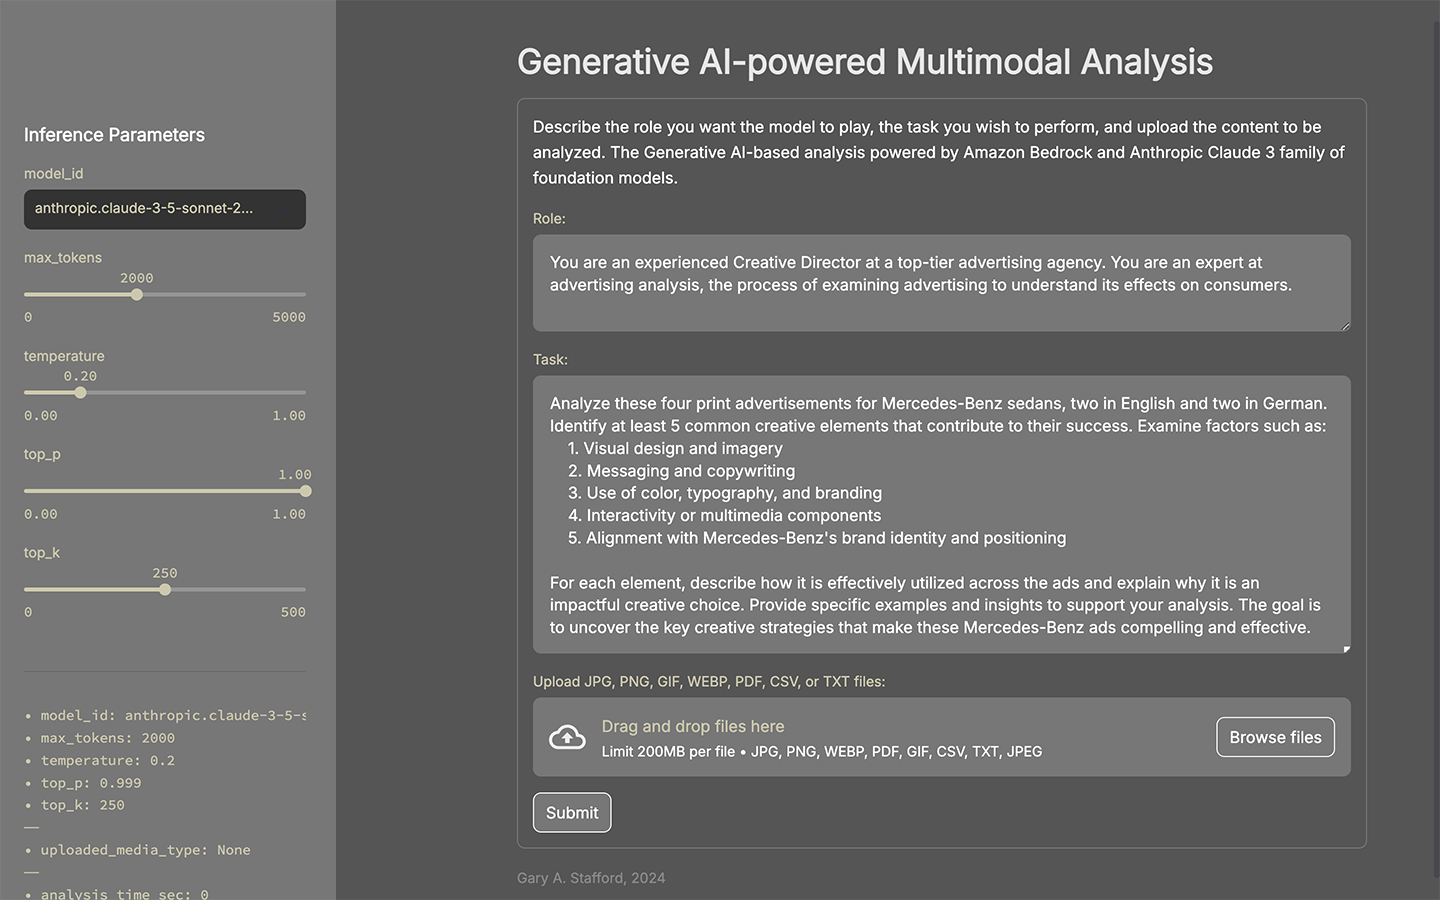 Inference Parameters
model_id
anthropic.claude-3-5-sonnet-2...
max_tokens
2000
0 5000
temperature
0.20
0.00 1.00
top_p
1.00
0.00 1.00
top_k
250
0 500
• model_id: anthropic.claude-3-5-s
• max_tokens: 2000
• temperature: 0.2
• top_p: 0.999
• top_k: 250
—
• uploaded_media_type: None
—
• analysis_time_sec: 0
Generative AI-powered Multimodal Analysis
Describe the role you want the model to play, the task you wish to perform, and upload the content to be
analyzed. The Generative AI-based analysis powered by Amazon Bedrock and Anthropic Claude 3 family of
foundation models.
Role:
You are an experienced Creative Director at a top-tier advertising agency. You are an expert at
advertising analysis, the process of examining advertising to understand its effects on consumers.
Task:
Analyze these four print advertisements for Mercedes-Benz sedans, two in English and two in German.
Identify at least 5 common creative elements that contribute to their success. Examine factors such as:
1. Visual design and imagery
2. Messaging and copywriting
3. Use of color, typography, and branding
4. Interactivity or multimedia components
5. Alignment with Mercedes-Benz's brand identity and positioning
For each element, describe how it is effectively utilized across the ads and explain why it is an
impactful creative choice. Provide specific examples and insights to support your analysis. The goal is
to uncover the key creative strategies that make these Mercedes-Benz ads compelling and effective.
Upload JPG, PNG, GIF, WEBP, PDF, CSV, or TXT files:
Drag and drop files here
Limit 200MB per file • JPG, PNG, WEBP, PDF, GIF, CSV, TXT, JPEG
Browse files
Submit
Gary A. Stafford, 2024